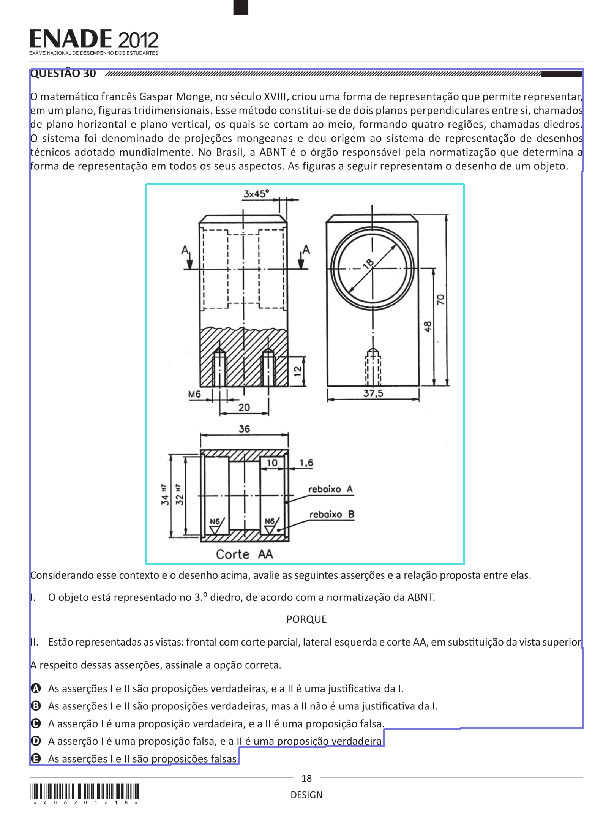 ENADE 2012
EXAME NACIONAL DE DESEMPENHO DOS ESTUDANTES
QUESTÃO 30
O matemático francês Gaspar Monge, no século XVIII, criou uma forma de representação que permite representar,
em um plano, figuras tridimensionais. Esse método constitui-se de dois planos perpendiculares entre si, chamados
de plano horizontal e plano vertical, os quais se cortam ao meio, formando quatro regiões, chamadas diedros.
O sistema foi denominado de projeções mongeanas e deu origem ao sistema de representação de desenhos
técnicos adotado mundialmente. No Brasil, a ABNT é o órgão responsável pela normatização que determina a
forma de representação em todos os seus aspectos. As figuras a seguir representam o desenho de um objeto.
3x45°
A A
18
70
48
12
M6
20
37,5
36
10 1,6
34 H7
32 H7
rebaixo A
rebaixo B
N6 N6
Corte AA
Considerando esse contexto e o desenho acima, avalie as seguintes asserções e a relação proposta entre elas.
I. O objeto está representado no 3.º diedro, de acordo com a normatização da ABNT.
PORQUE
II. Estão representadas as vistas: frontal com corte parcial, lateral esquerda e corte AA, em substituição da vista superior.
A respeito dessas asserções, assinale a opção correta.
A As asserções I e II são proposições verdadeiras, e a II é uma justificativa da I.
B As asserções I e II são proposições verdadeiras, mas a II não é uma justificativa da I.
C A asserção I é uma proposição verdadeira, e a II é uma proposição falsa.
D A asserção I é uma proposição falsa, e a II é uma proposição verdadeira.
E As asserções I e II são proposições falsas.
18
DESIGN